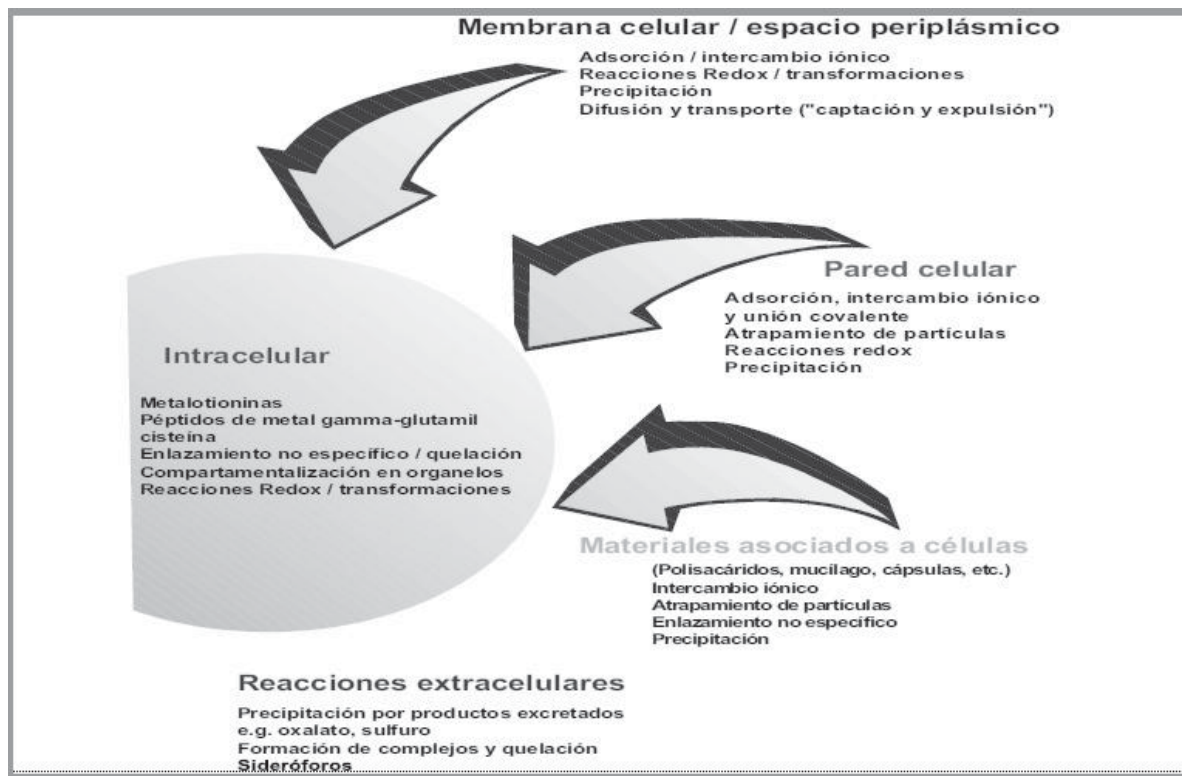 Membrana celular / espacio periplásmico
Adsorción / intercambio iónico
Reacciones Redox / transformaciones
Precipitación
Difusión y transporte ("captación y expulsión")
Pared celular
Adsorción, intercambio iónico
y unión covalente
Atrapamiento de partículas
Reacciones redox
Precipitación
Intracelular
Metalotioninas
Péptidos de metal gamma-glutamil
cisteína
Enlazamiento no específico / quelación
Compartamentalización en organelos
Reacciones Redox / transformaciones
Materiales asociados a células
(Polisacáridos, mucílago, cápsulas, etc.)
Intercambio iónico
Atrapamiento de partículas
Enlazamiento no específico
Precipitación
Reacciones extracelulares
Precipitación por productos excretados
e.g. oxalato, sulfuro
Formación de complejos y quelación
Sideróforos